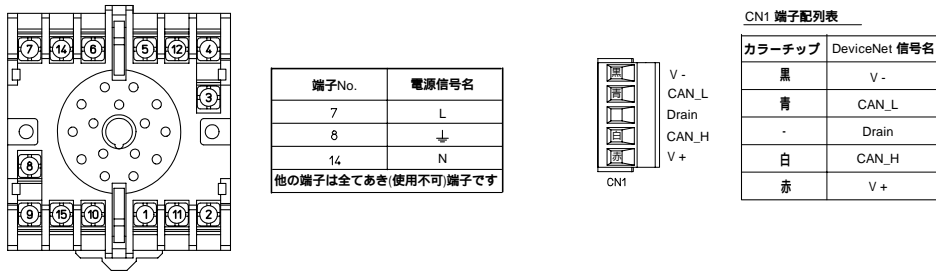 7 14 6 5 12 4
3
8
9 15 10 1 11 2
端子No. 電源信号名
7 L
8 ⏚
14 N
他の端子は全てあき(使用不可)端子です
黒 V -
青 CAN_L
Drain
白 CAN_H
赤 V +
CN1
CN1 端子配列表
カラーチップ DeviceNet 信号名
黒 V -
青 CAN_L
- Drain
白 CAN_H
赤 V +